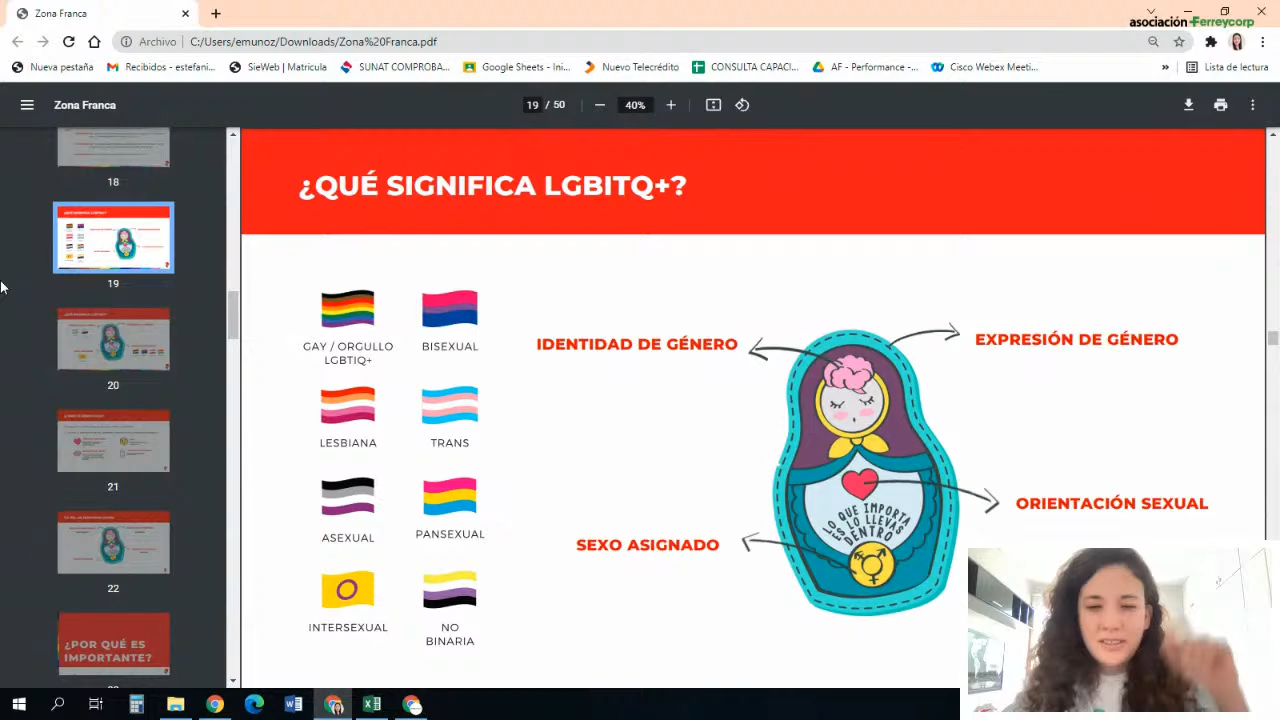 Zona Franca
asociación Ferreycorp
Archivo
C:/Users/emunoz/Downloads/Zona%20Franca.pdf
Nueva pestaña
Recibidos - estefani...
SieWeb | Matricula
SUNAT COMPROBA...
Google Sheets - Ini...
Nuevo Telecrédito
CONSULTA CAPACI...
AF - Performance -...
Cisco Webex Meeti...
»
Lista de lectura
Zona Franca
19 / 50
40%
18
19
20
21
22
¿POR QUÉ ES
IMPORTANTE?
¿QUÉ SIGNIFICA LGBITQ+?
GAY / ORGULLO
LGBTIQ+
BISEXUAL
LESBIANA
TRANS
ASEXUAL
PANSEXUAL
INTERSEXUAL
NO
BINARIA
IDENTIDAD DE GÉNERO
EXPRESIÓN DE GÉNERO
ORIENTACIÓN SEXUAL
SEXO ASIGNADO
LO QUE IMPORTA
ES LO LLEVAS
DENTRO